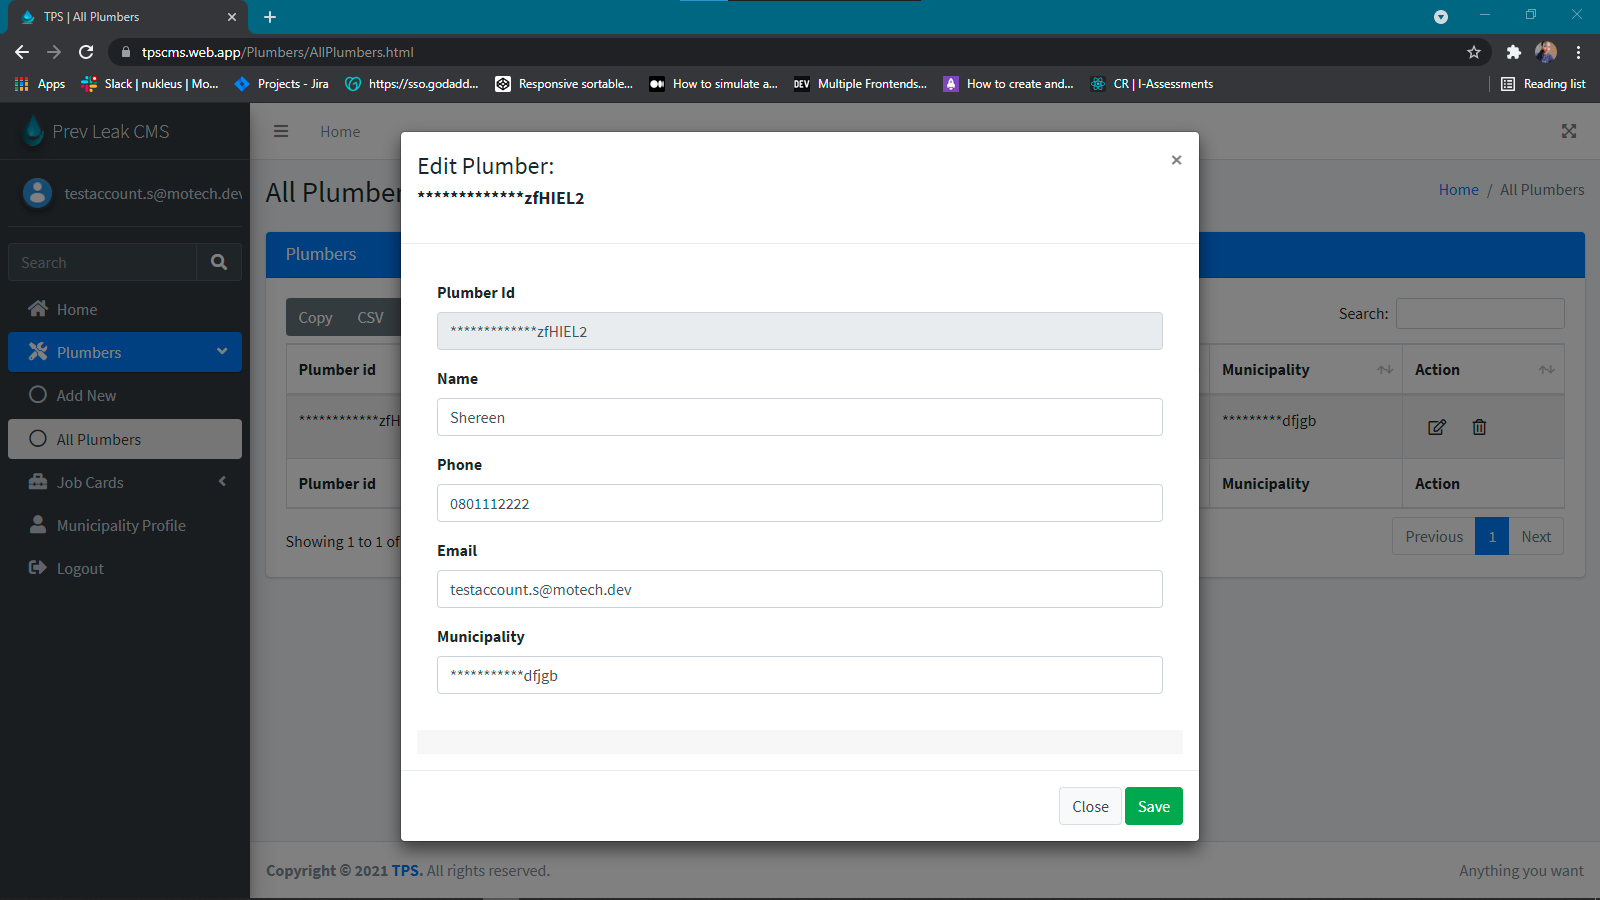 TPS | All Plumbers
tpscms.web.app/Plumbers/AllPlumbers.html
Apps Slack | nukleus | Mo... Projects - Jira https://sso.godadd... Responsive sortable... How to simulate a... DEV Multiple Frontends... How to create and... CR | I-Assessments Reading list
Prev Leak CMS
Home
testaccount.s@motech.dev
All Plumber
Home / All Plumbers
Search
Home
Plumbers
Add New
All Plumbers
Job Cards
Municipality Profile
Logout
Plumbers
Copy CSV
Search:
Plumber id Municipality Action
************zfH *********dfjgb
Plumber id Municipality Action
Showing 1 to 1 of
Previous 1 Next
Edit Plumber:
*************zfHIEL2
×
Plumber Id
*************zfHIEL2
Name
Shereen
Phone
0801112222
Email
testaccount.s@motech.dev
Municipality
***********dfjgb
Close Save
Copyright © 2021 TPS. All rights reserved.
Anything you want